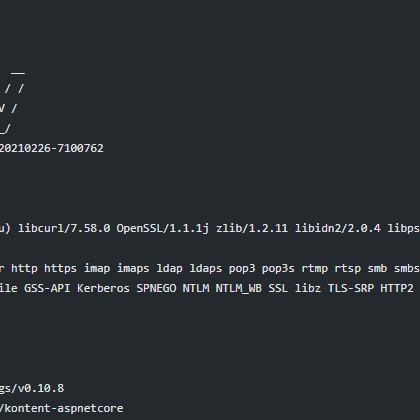 __
/ /
V /
_/
20210226-7100762
u) libcurl/7.58.0 OpenSSL/1.1.1j zlib/1.2.11 libidn2/2.0.4 libps
r http https imap imaps ldap ldaps pop3 pop3s rtmp rtsp smb smbs
ile GSS-API Kerberos SPNEGO NTLM NTLM_WB SSL libz TLS-SRP HTTP2
gs/v0.10.8
/kontent-aspnetcore